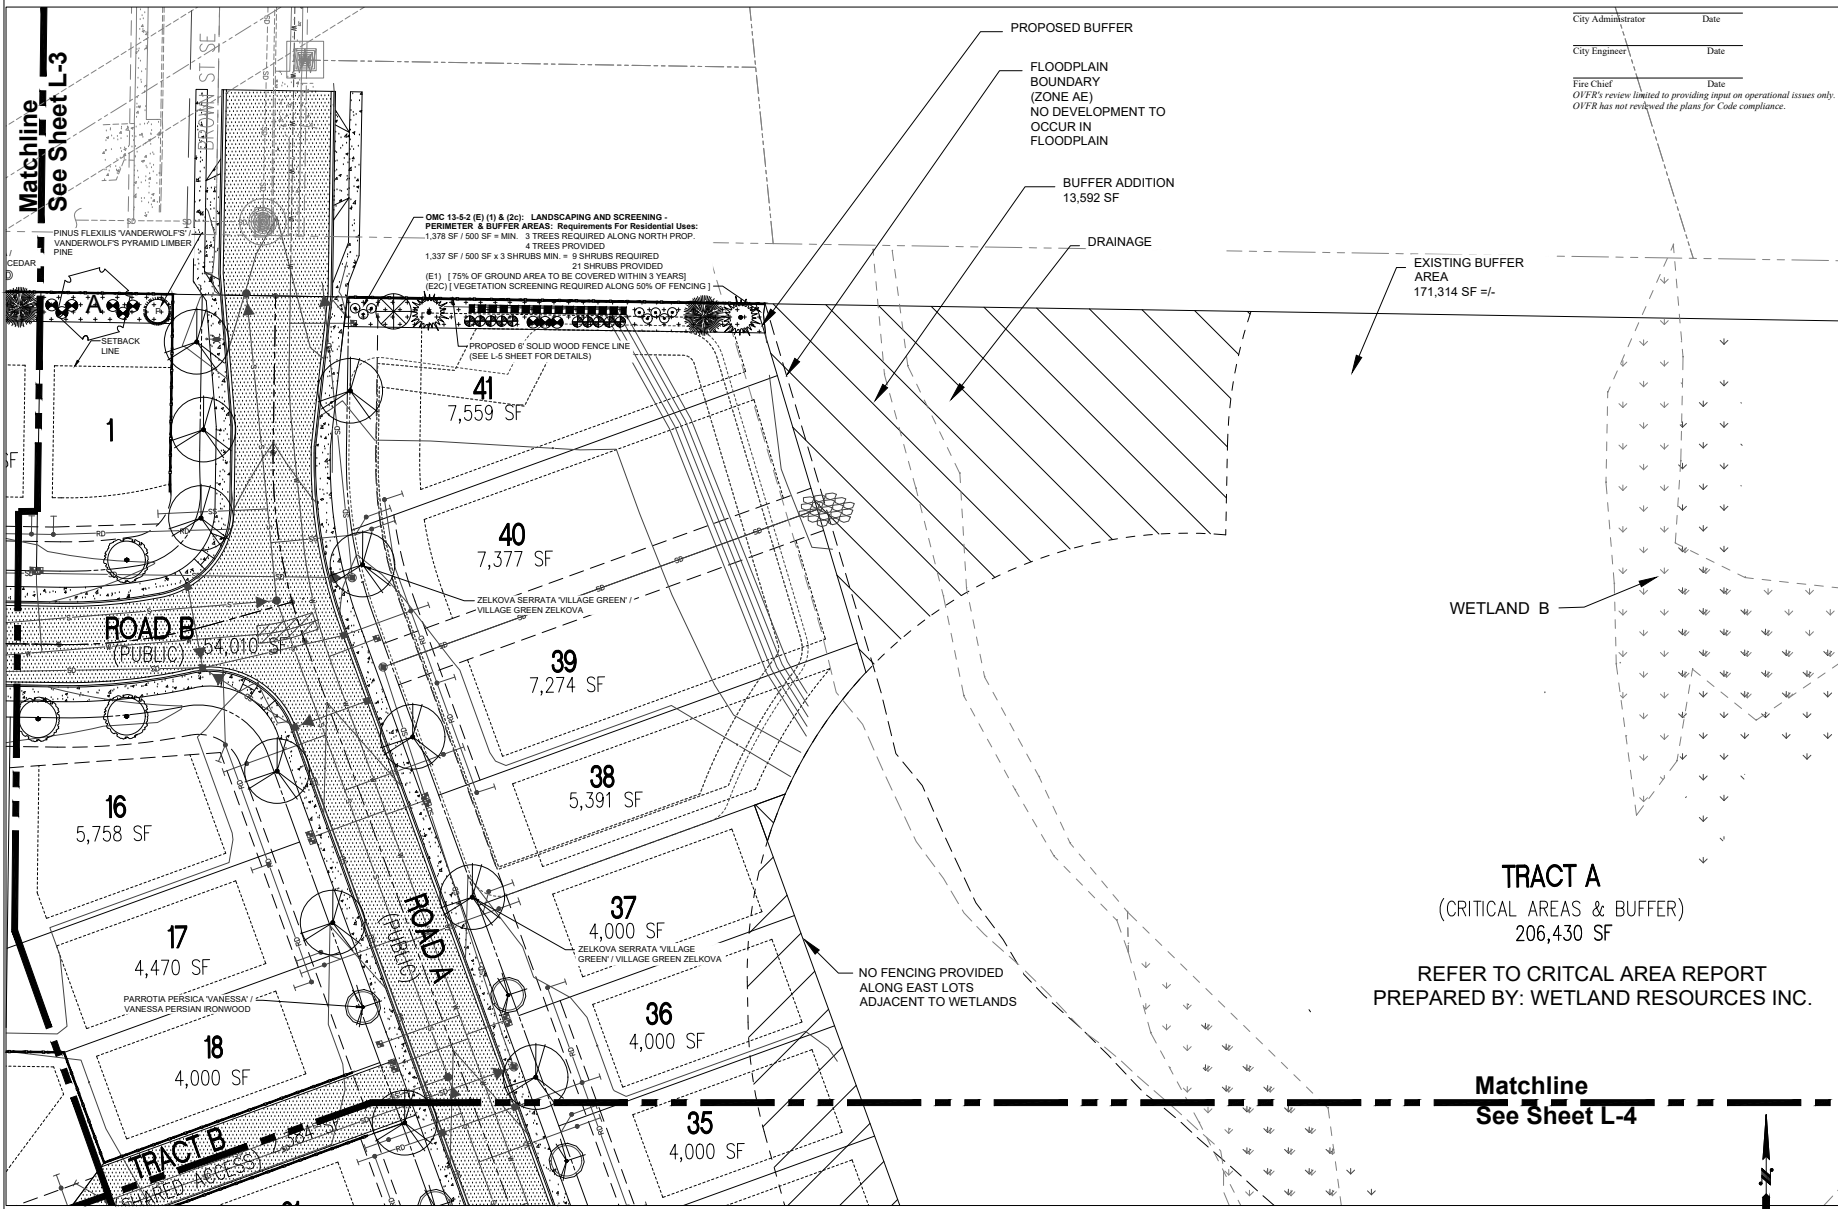 Matchline
See Sheet L-3
BROWN ST SE
PROPOSED BUFFER
FLOODPLAIN
BOUNDARY
(ZONE AE)
NO DEVELOPMENT TO
OCCUR IN
FLOODPLAIN
BUFFER ADDITION
13,592 SF
DRAINAGE
EXISTING BUFFER
AREA
171,314 SF =/-
City Administrator Date
City Engineer Date
Fire Chief Date
OVFR's review limited to providing input on operational issues only.
OVFR has not reviewed the plans for Code compliance.
PINUS FLEXILIS 'VANDERWOLF'S' /
VANDERWOLF'S PYRAMID LIMBER
PINE
CEDAR
OMC 13-5-2 (E) (1) & (2c): LANDSCAPING AND SCREENING -
PERIMETER & BUFFER AREAS: Requirements For Residential Uses:
1,378 SF / 500 SF = MIN. 3 TREES REQUIRED ALONG NORTH PROP.
4 TREES PROVIDED
1,337 SF / 500 SF x 3 SHRUBS MIN. = 9 SHRUBS REQUIRED
21 SHRUBS PROVIDED
(E1) [ 75% OF GROUND AREA TO BE COVERED WITHIN 3 YEARS]
(E2C) [ VEGETATION SCREENING REQUIRED ALONG 50% OF FENCING ]
A
SETBACK
LINE
PROPOSED 6' SOLID WOOD FENCE LINE
(SEE L-5 SHEET FOR DETAILS)
41
7,559 SF
1
SF
40
7,377 SF
ZELKOVA SERRATA 'VILLAGE GREEN' /
VILLAGE GREEN ZELKOVA
ROAD B
(PUBLIC) 54,010 SF
39
7,274 SF
WETLAND B
38
5,391 SF
16
5,758 SF
ROAD A
(PUBLIC)
37
4,000 SF
ZELKOVA SERRATA 'VILLAGE
GREEN' / VILLAGE GREEN ZELKOVA
17
4,470 SF
NO FENCING PROVIDED
ALONG EAST LOTS
ADJACENT TO WETLANDS
TRACT A
(CRITICAL AREAS & BUFFER)
206,430 SF
REFER TO CRITCAL AREA REPORT
PREPARED BY: WETLAND RESOURCES INC.
PARROTIA PERSICA 'VANESSA' /
VANESSA PERSIAN IRONWOOD
36
4,000 SF
18
4,000 SF
Matchline
See Sheet L-4
35
4,000 SF
TRACT B
(SHARED ACCESS)
N